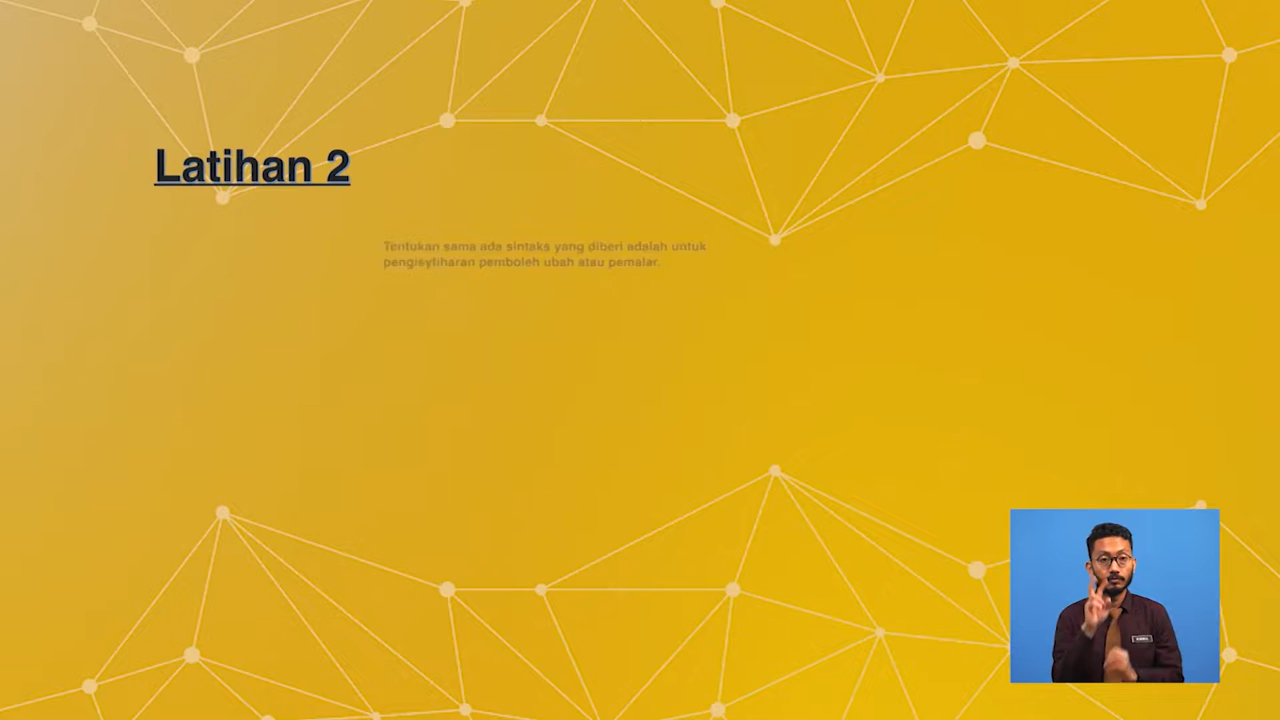 Latihan 2
Tentukan sama ada sintaks yang diberi adalah untuk
pengisytiharan pemboleh ubah atau pemalar.